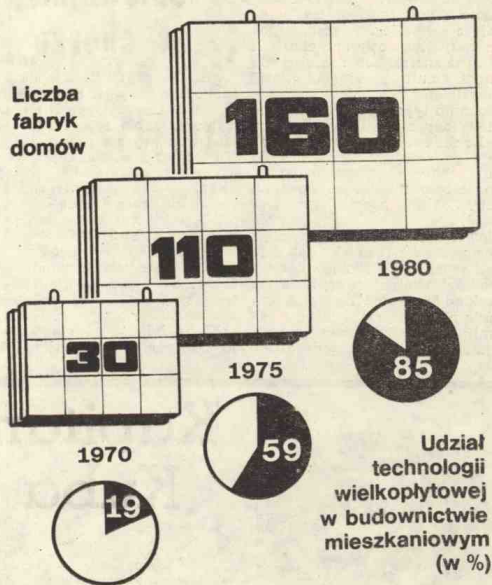 Liczba
fabryk
domów
160
110
30
1980
1975
1970
85
59
19
Udział
technologii
wielkopłytowej
w budownictwie
mieszkaniowym
(w %)